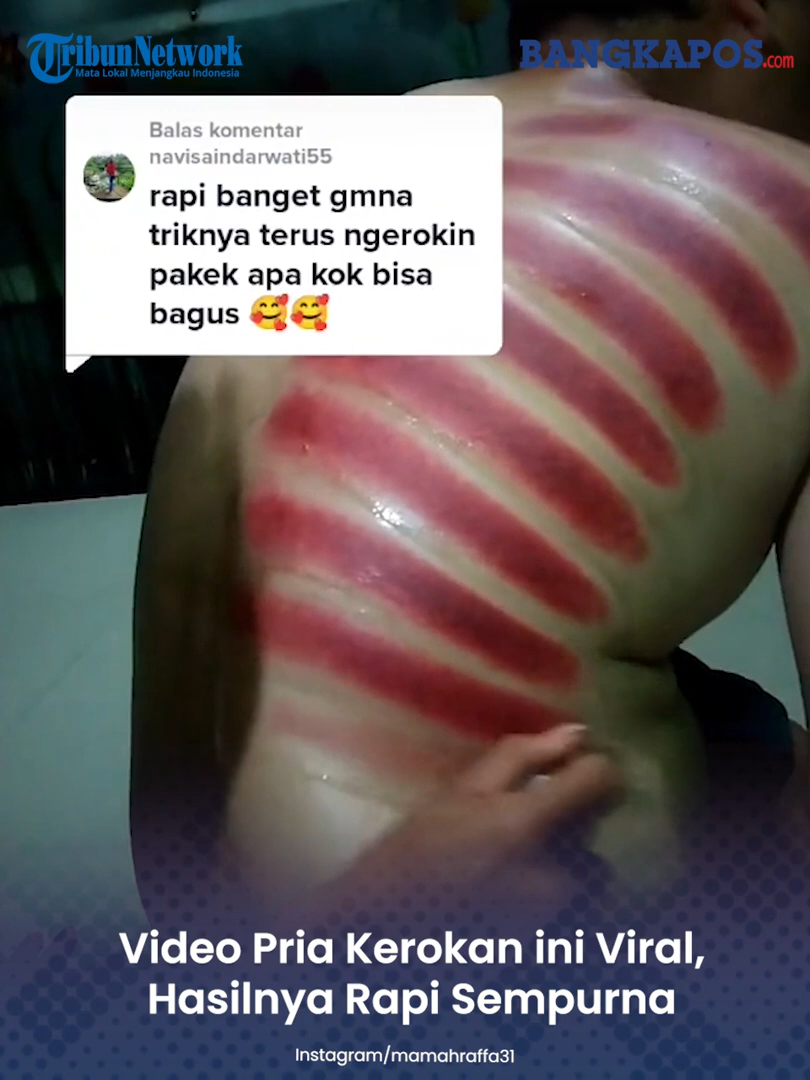 TribunNetwork
Mata Lokal Menjangkau Indonesia
BANGKAPOS.com
Balas komentar
navisaindarwati55
rapi banget gmna
triknya terus ngerokin
pakek apa kok bisa
bagus 🥰🥰
Video Pria Kerokan ini Viral,
Hasilnya Rapi Sempurna
Instagram/mamahraffa31